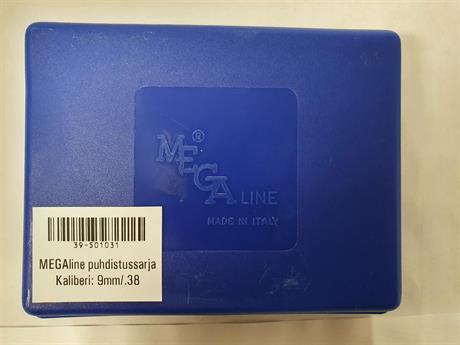 MEGA® LINE
MADE IN ITALY
39-501031
MEGAline puhdistussarja
Kaliberi: 9mm/.38